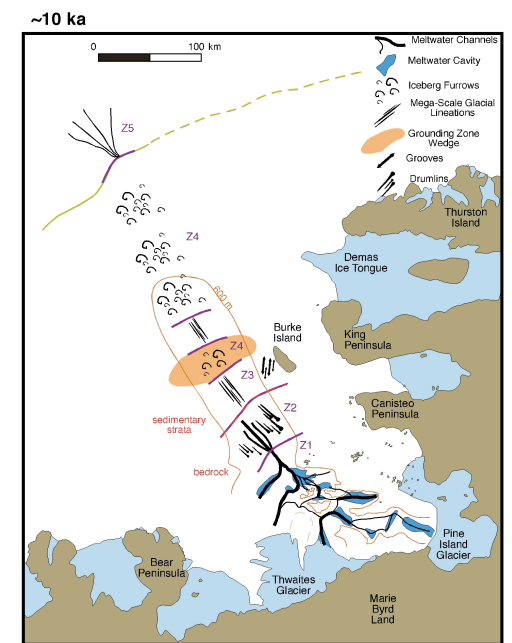 ~10 ka
0
100 km
Meltwater Channels
Meltwater Cavity
Iceberg Furrows
Mega-Scale Glacial
Lineations
Grounding Zone
Wedge
Grooves
Drumlins
Z5
Thurston
Island
Z4
Demas
Ice Tongue
600 m
Burke
Island
King
Peninsula
Z4
Z3
Z2
Canisteo
Peninsula
sedimentary
strata
Z1
bedrock
Pine
Island
Glacier
Bear
Peninsula
Thwaites
Glacier
Marie
Byrd
Land